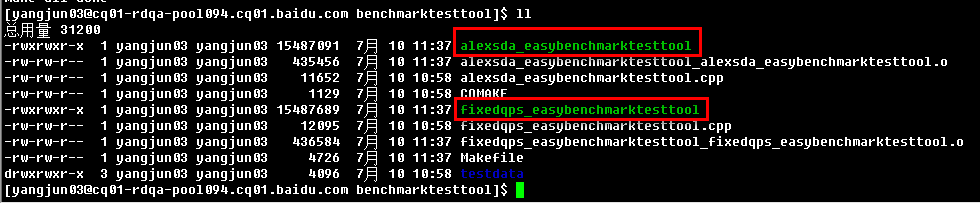 [yangjun03@cq01-rdqa-pool094.cq01.baidu.com benchmarktesttool]$ ll
总用量 31200
-rwxrwxr-x 1 yangjun03 yangjun03 15487091 7月 10 11:37 alexsda_easybenchmarktesttool
-rw-rw-r-- 1 yangjun03 yangjun03 435456 7月 10 11:37 alexsda_easybenchmarktesttool_alexsda_easybenchmarktesttool.o
-rw-rw-r-- 1 yangjun03 yangjun03 11652 7月 10 10:58 alexsda_easybenchmarktesttool.cpp
-rw-rw-r-- 1 yangjun03 yangjun03 1129 7月 10 10:58 COMAKE
-rwxrwxr-x 1 yangjun03 yangjun03 15487689 7月 10 11:37 fixedqps_easybenchmarktesttool
-rw-rw-r-- 1 yangjun03 yangjun03 12095 7月 10 10:58 fixedqps_easybenchmarktesttool.cpp
-rw-rw-r-- 1 yangjun03 yangjun03 436584 7月 10 11:37 fixedqps_easybenchmarktesttool_fixedqps_easybenchmarktesttool.o
-rw-rw-r-- 1 yangjun03 yangjun03 4726 7月 10 11:37 Makefile
drwxrwxr-x 3 yangjun03 yangjun03 4096 7月 10 10:58 testdata
[yangjun03@cq01-rdqa-pool094.cq01.baidu.com benchmarktesttool]$